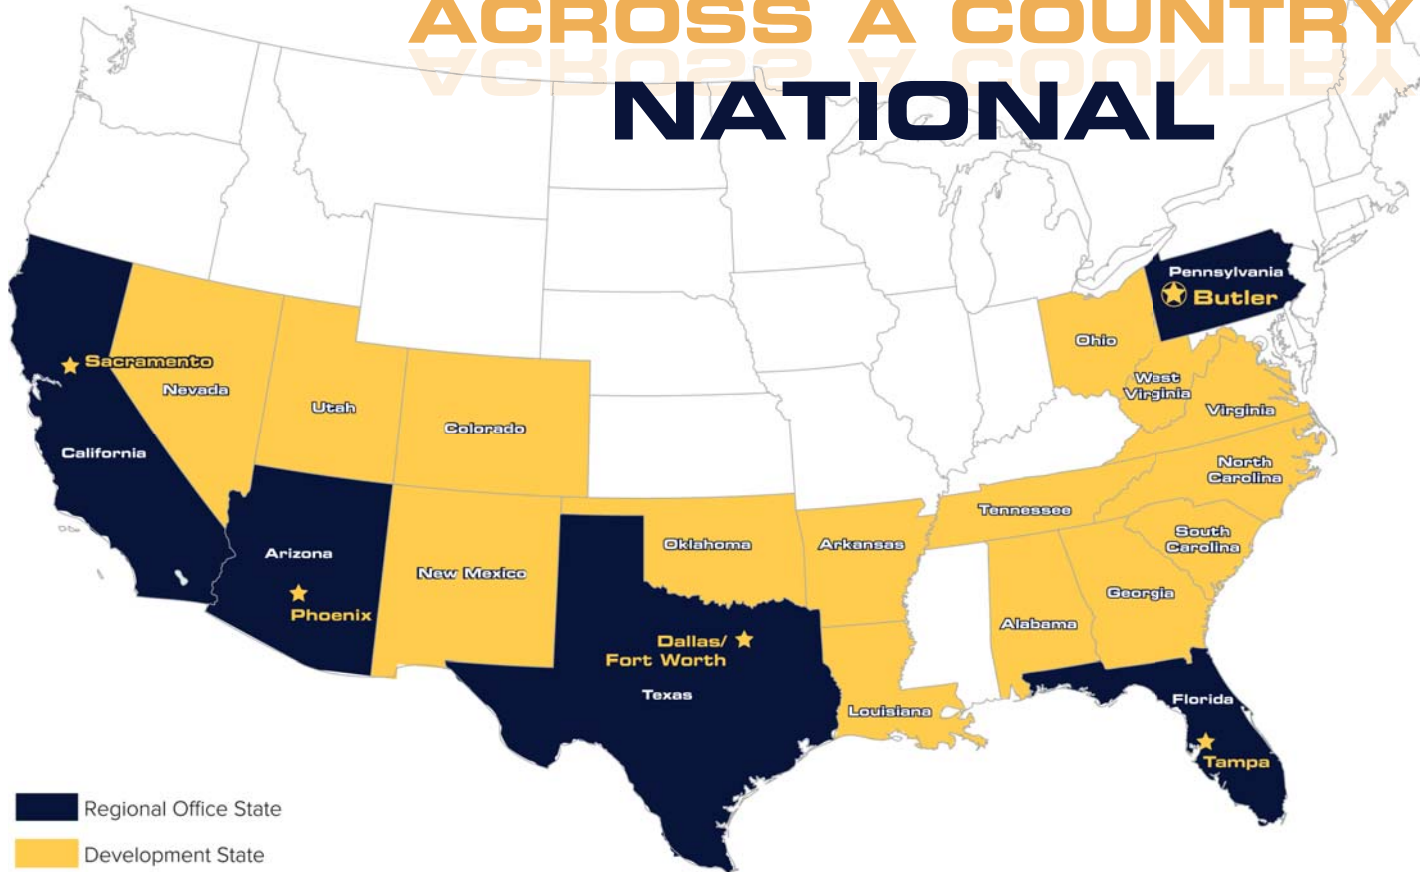 ACROSS A COUNTRY
NATIONAL
Pennsylvania
Butler
Ohio
West
Virginia
Virginia
Sacramento
Nevada
Utah
Colorado
California
North
Carolina
Tennessee
South
Carolina
Arizona
Phoenix
New Mexico
Oklahoma
Arkansas
Georgia
Alabama
Dallas/
Fort Worth
Texas
Louisiana
Florida
Tampa
Regional Office State
Development State